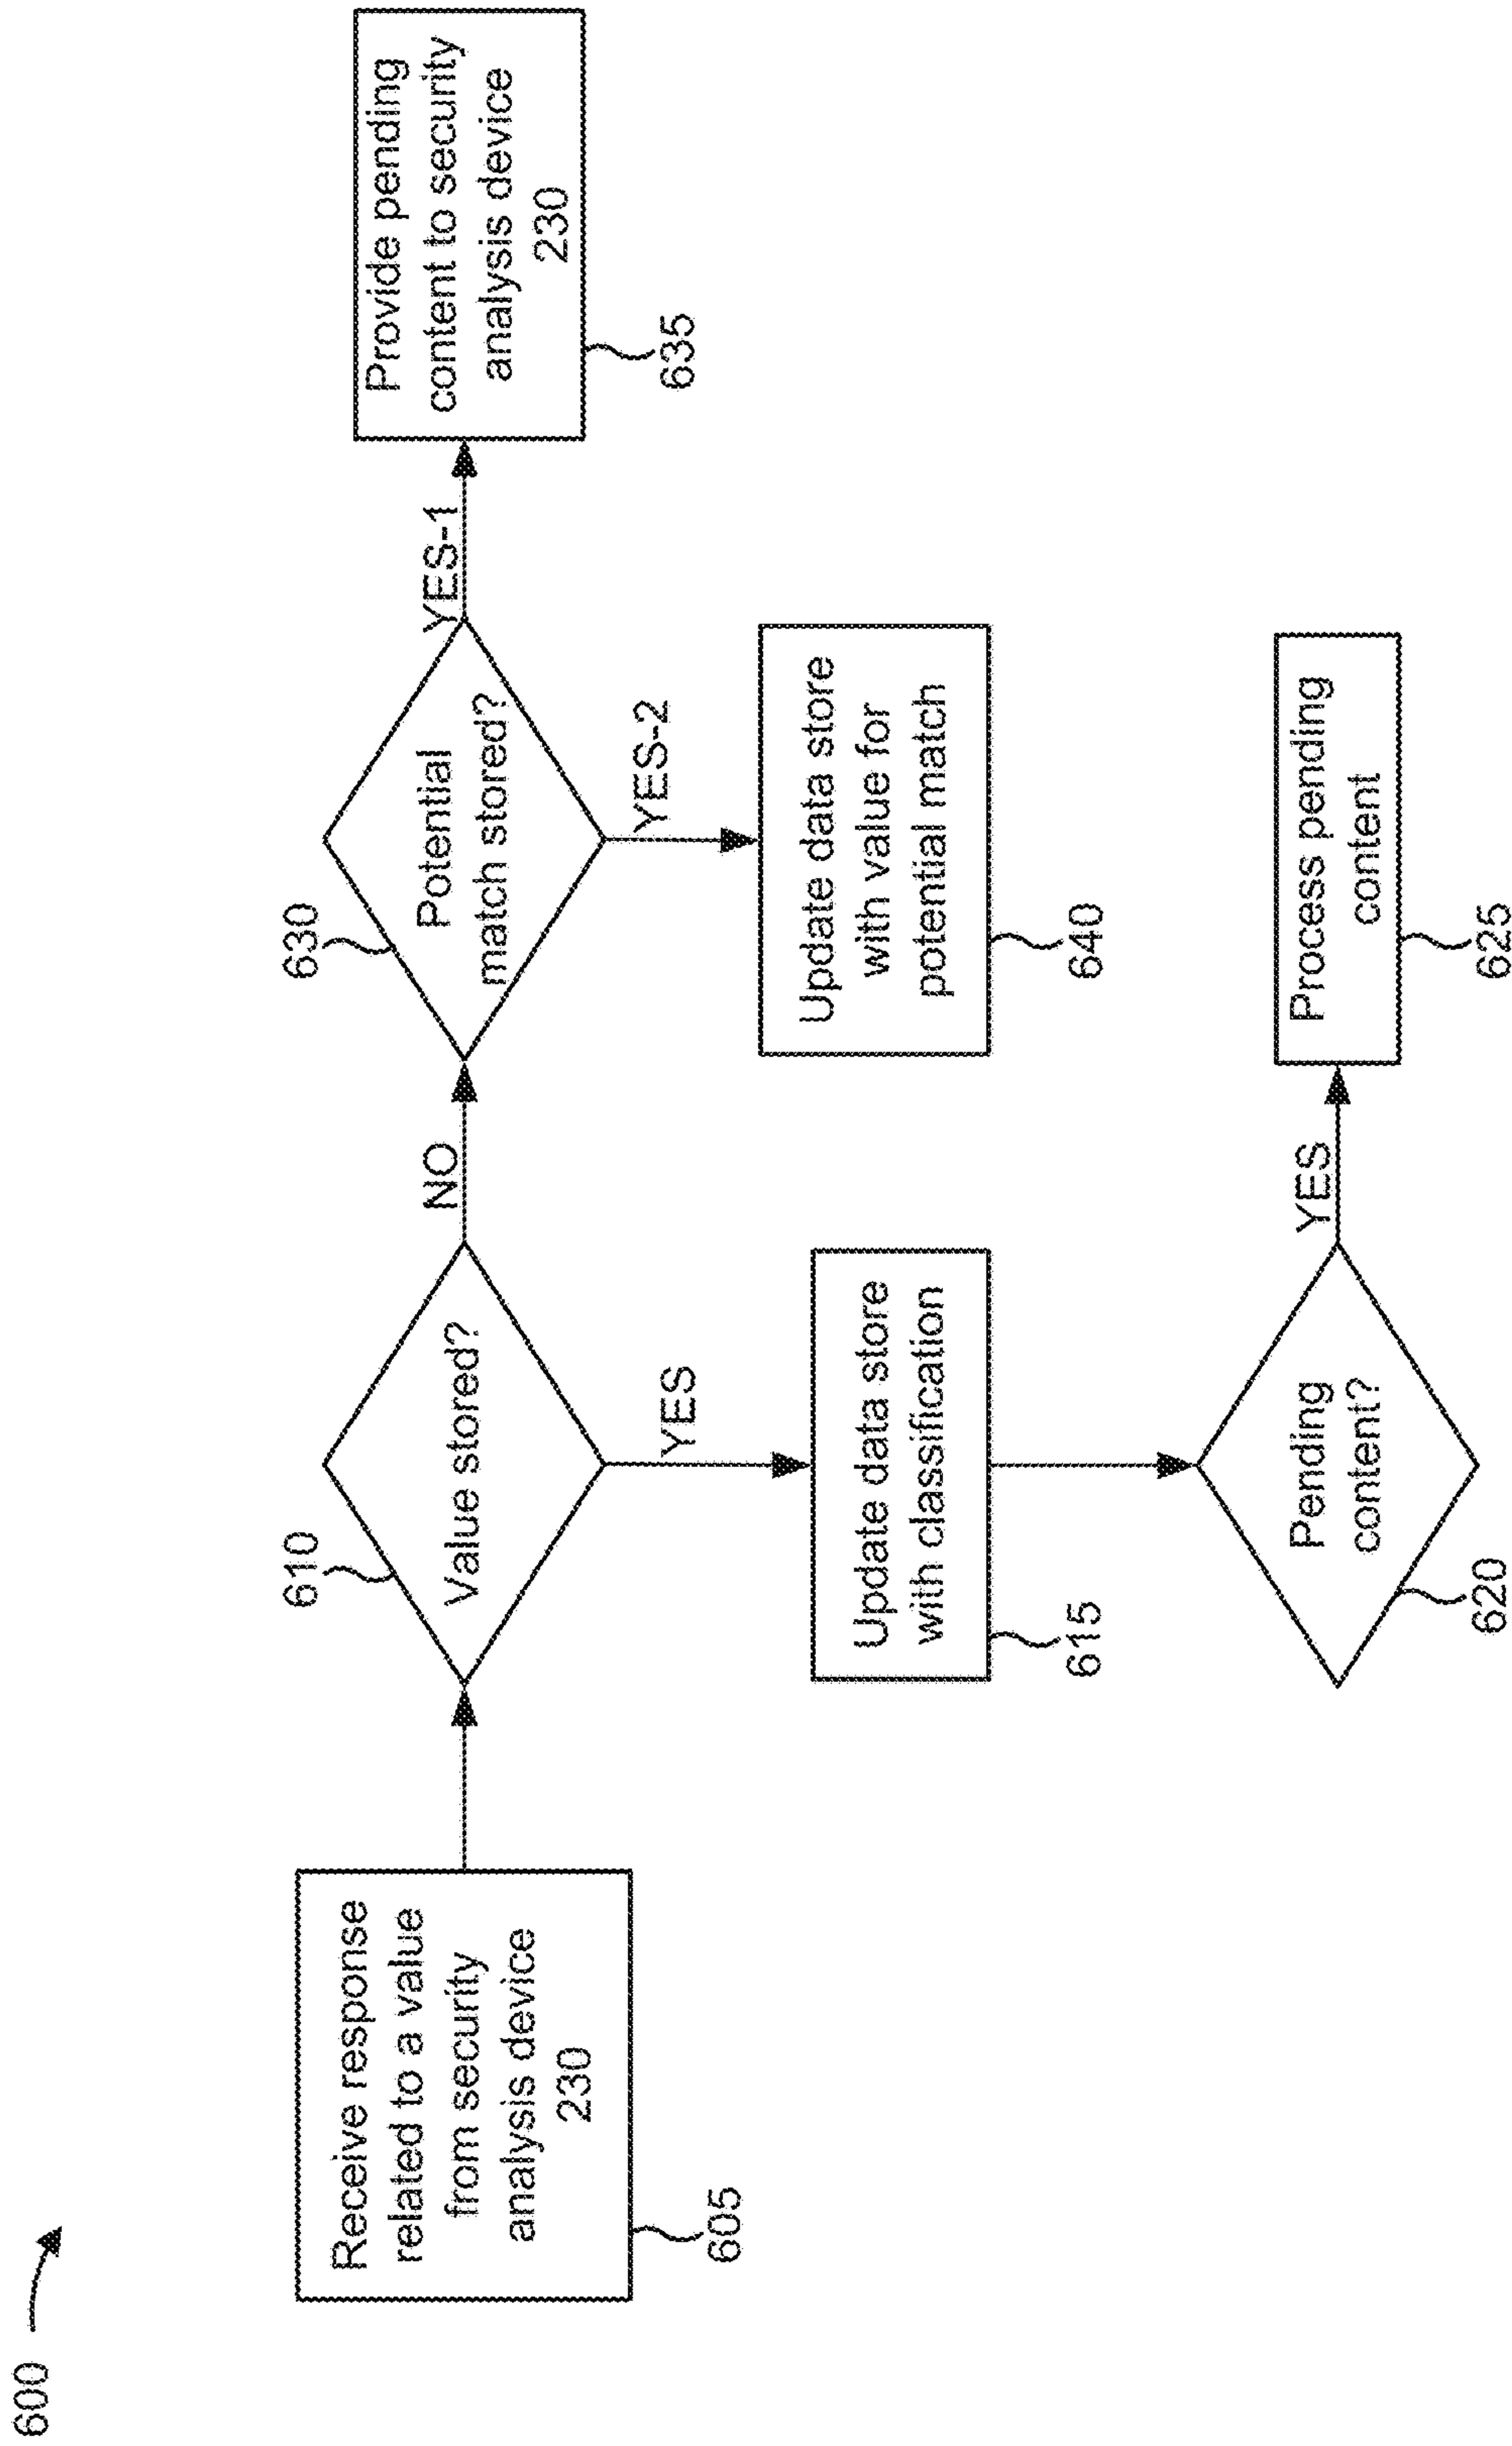 600
Receive response
related to a value
from security
analysis device
230
605
610
Value stored?
NO
YES
Update data store
with classification
615
Pending
content?
620
YES
Process pending
content
625
630
Potential
match stored?
YES-1
YES-2
Provide pending
content to security
analysis device
230
635
Update data store
with value for
potential match
640